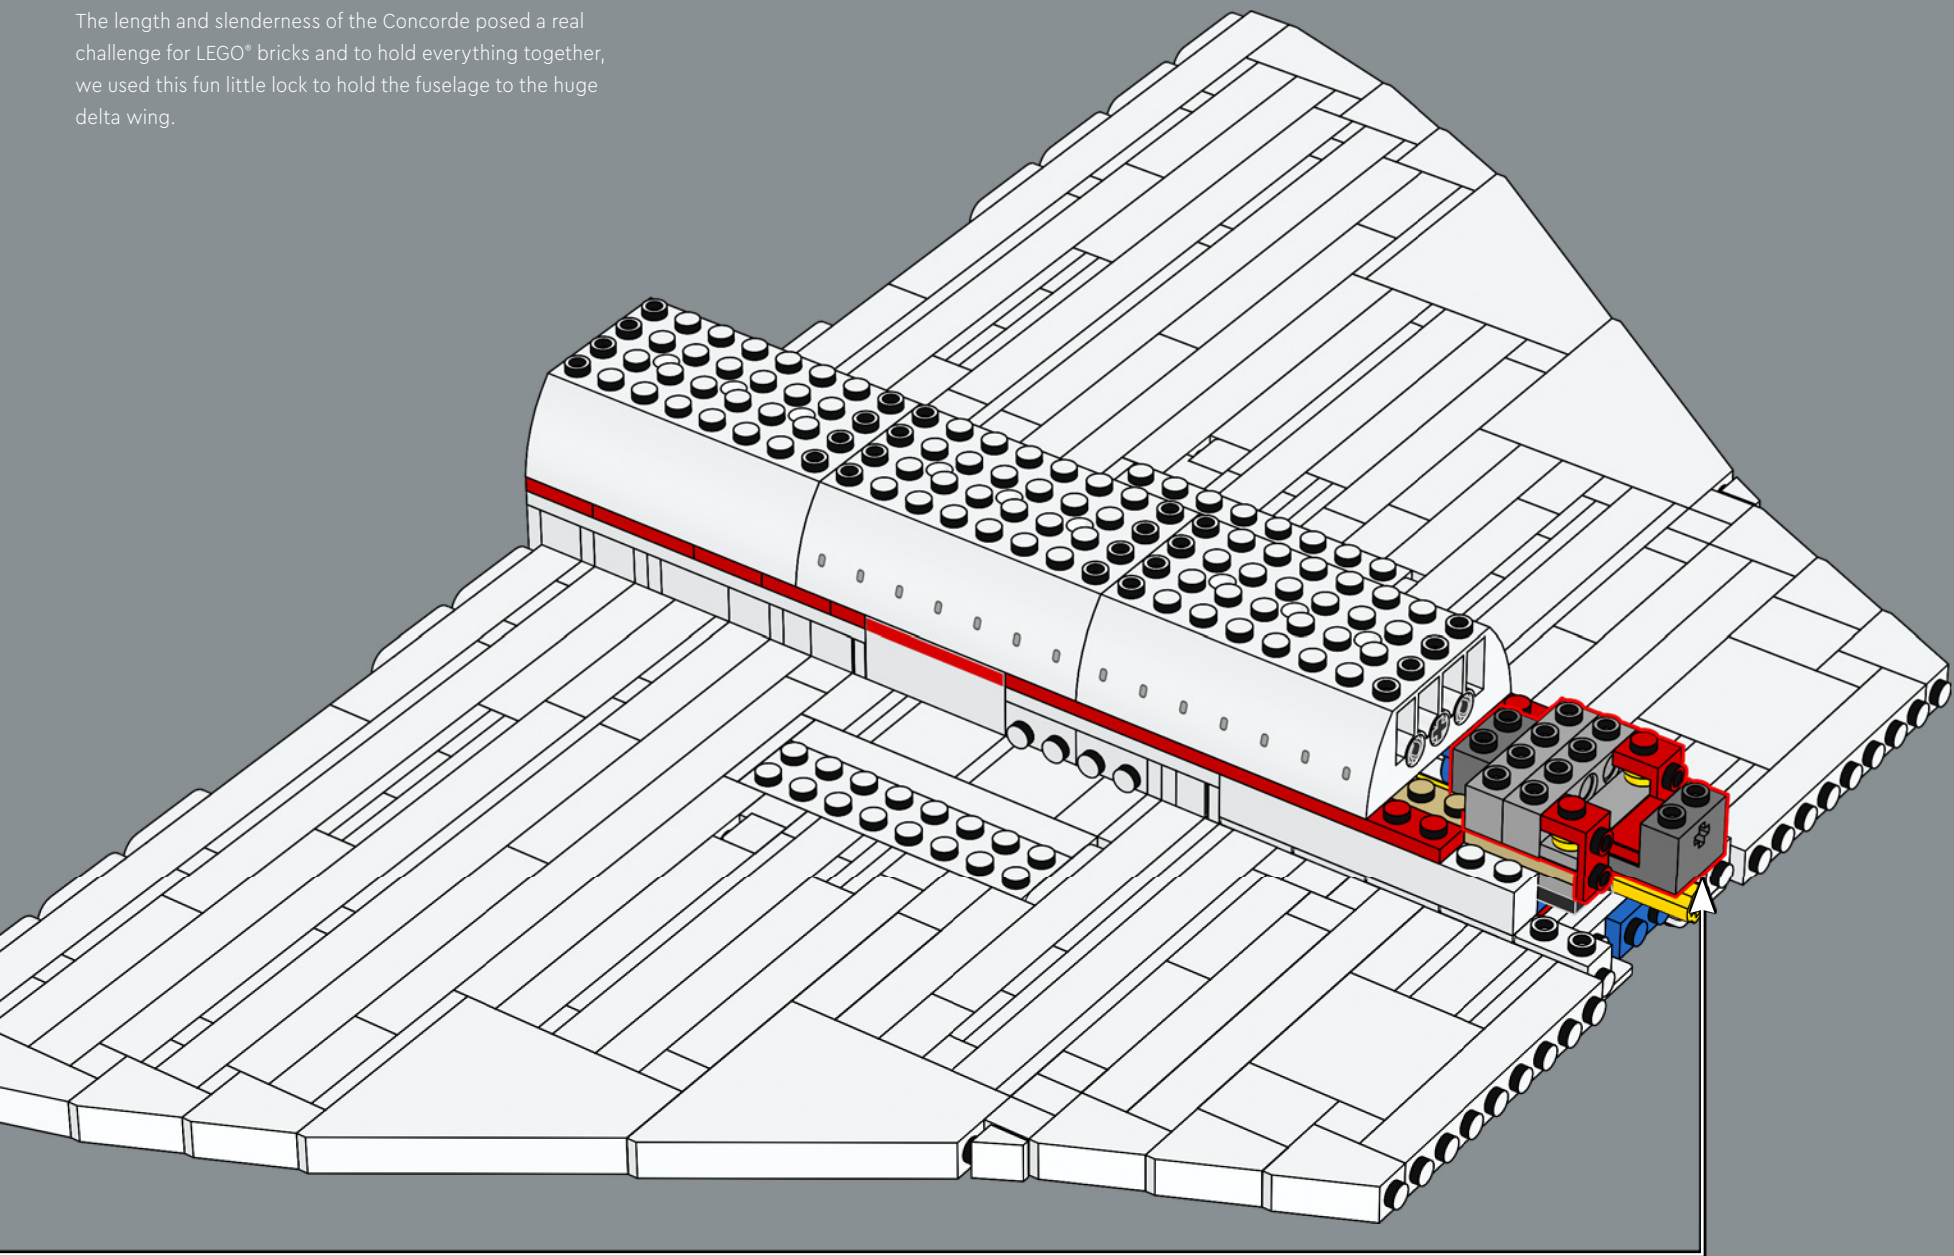 The length and slenderness of the Concorde posed a real
challenge for LEGO® bricks and to hold everything together,
we used this fun little lock to hold the fuselage to the huge
delta wing.